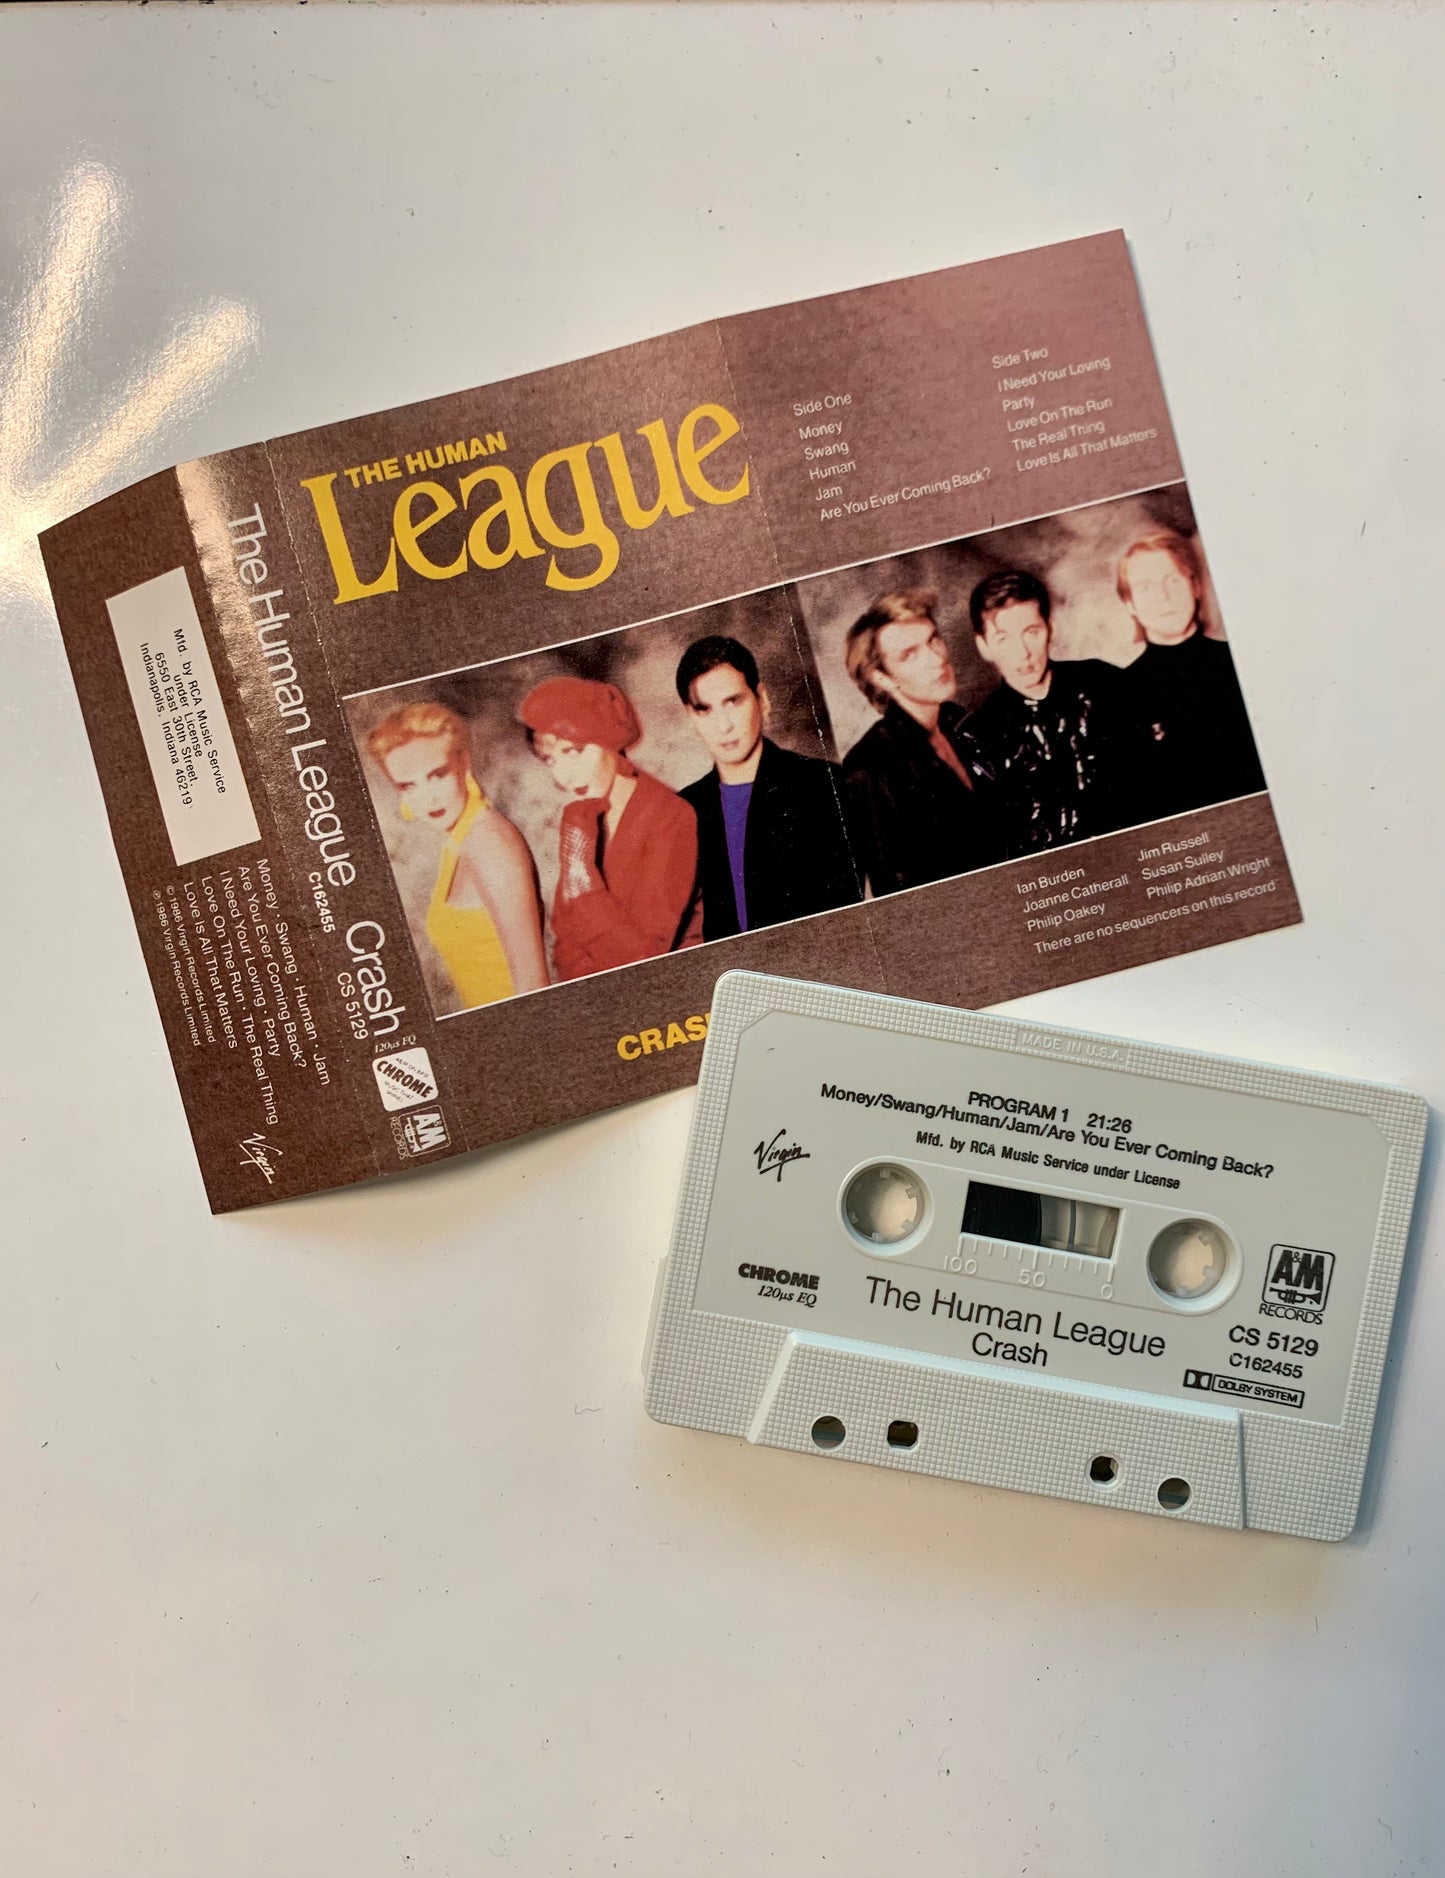 THE HUMAN
League
Side One
Money
Swang
Human
Jam
Are You Ever Coming Back?
Side Two
I Need Your Loving
Party
Love On The Run
The Real Thing
Love Is All That Matters
Ian Burden
Joanne Catherall
Philip Oakey
Jim Russell
Susan Sulley
Philip Adrian Wright
There are no sequencers on this record
CRAS
The Human League Crash
C162455
CS 5129
120µs EQ
CHROME
A&M
RECORDS
Mfd. by RCA Music Service
under License
6550 East 30th Street,
Indianapolis, Indiana 46219
Money · Swang · Human · Jam
Are You Ever Coming Back?
I Need Your Loving · Party
Love On The Run · The Real Thing
Love Is All That Matters
© 1986 Virgin Records Limited
℗ 1986 Virgin Records Limited
Virgin
MADE IN U.S.A.
PROGRAM 1 21:26
Money/Swang/Human/Jam/Are You Ever Coming Back?
Mfd. by RCA Music Service under License
Virgin
100 50 0
CHROME
120µs EQ
The Human League
Crash
A&M
RECORDS
CS 5129
C162455
DOLBY SYSTEM